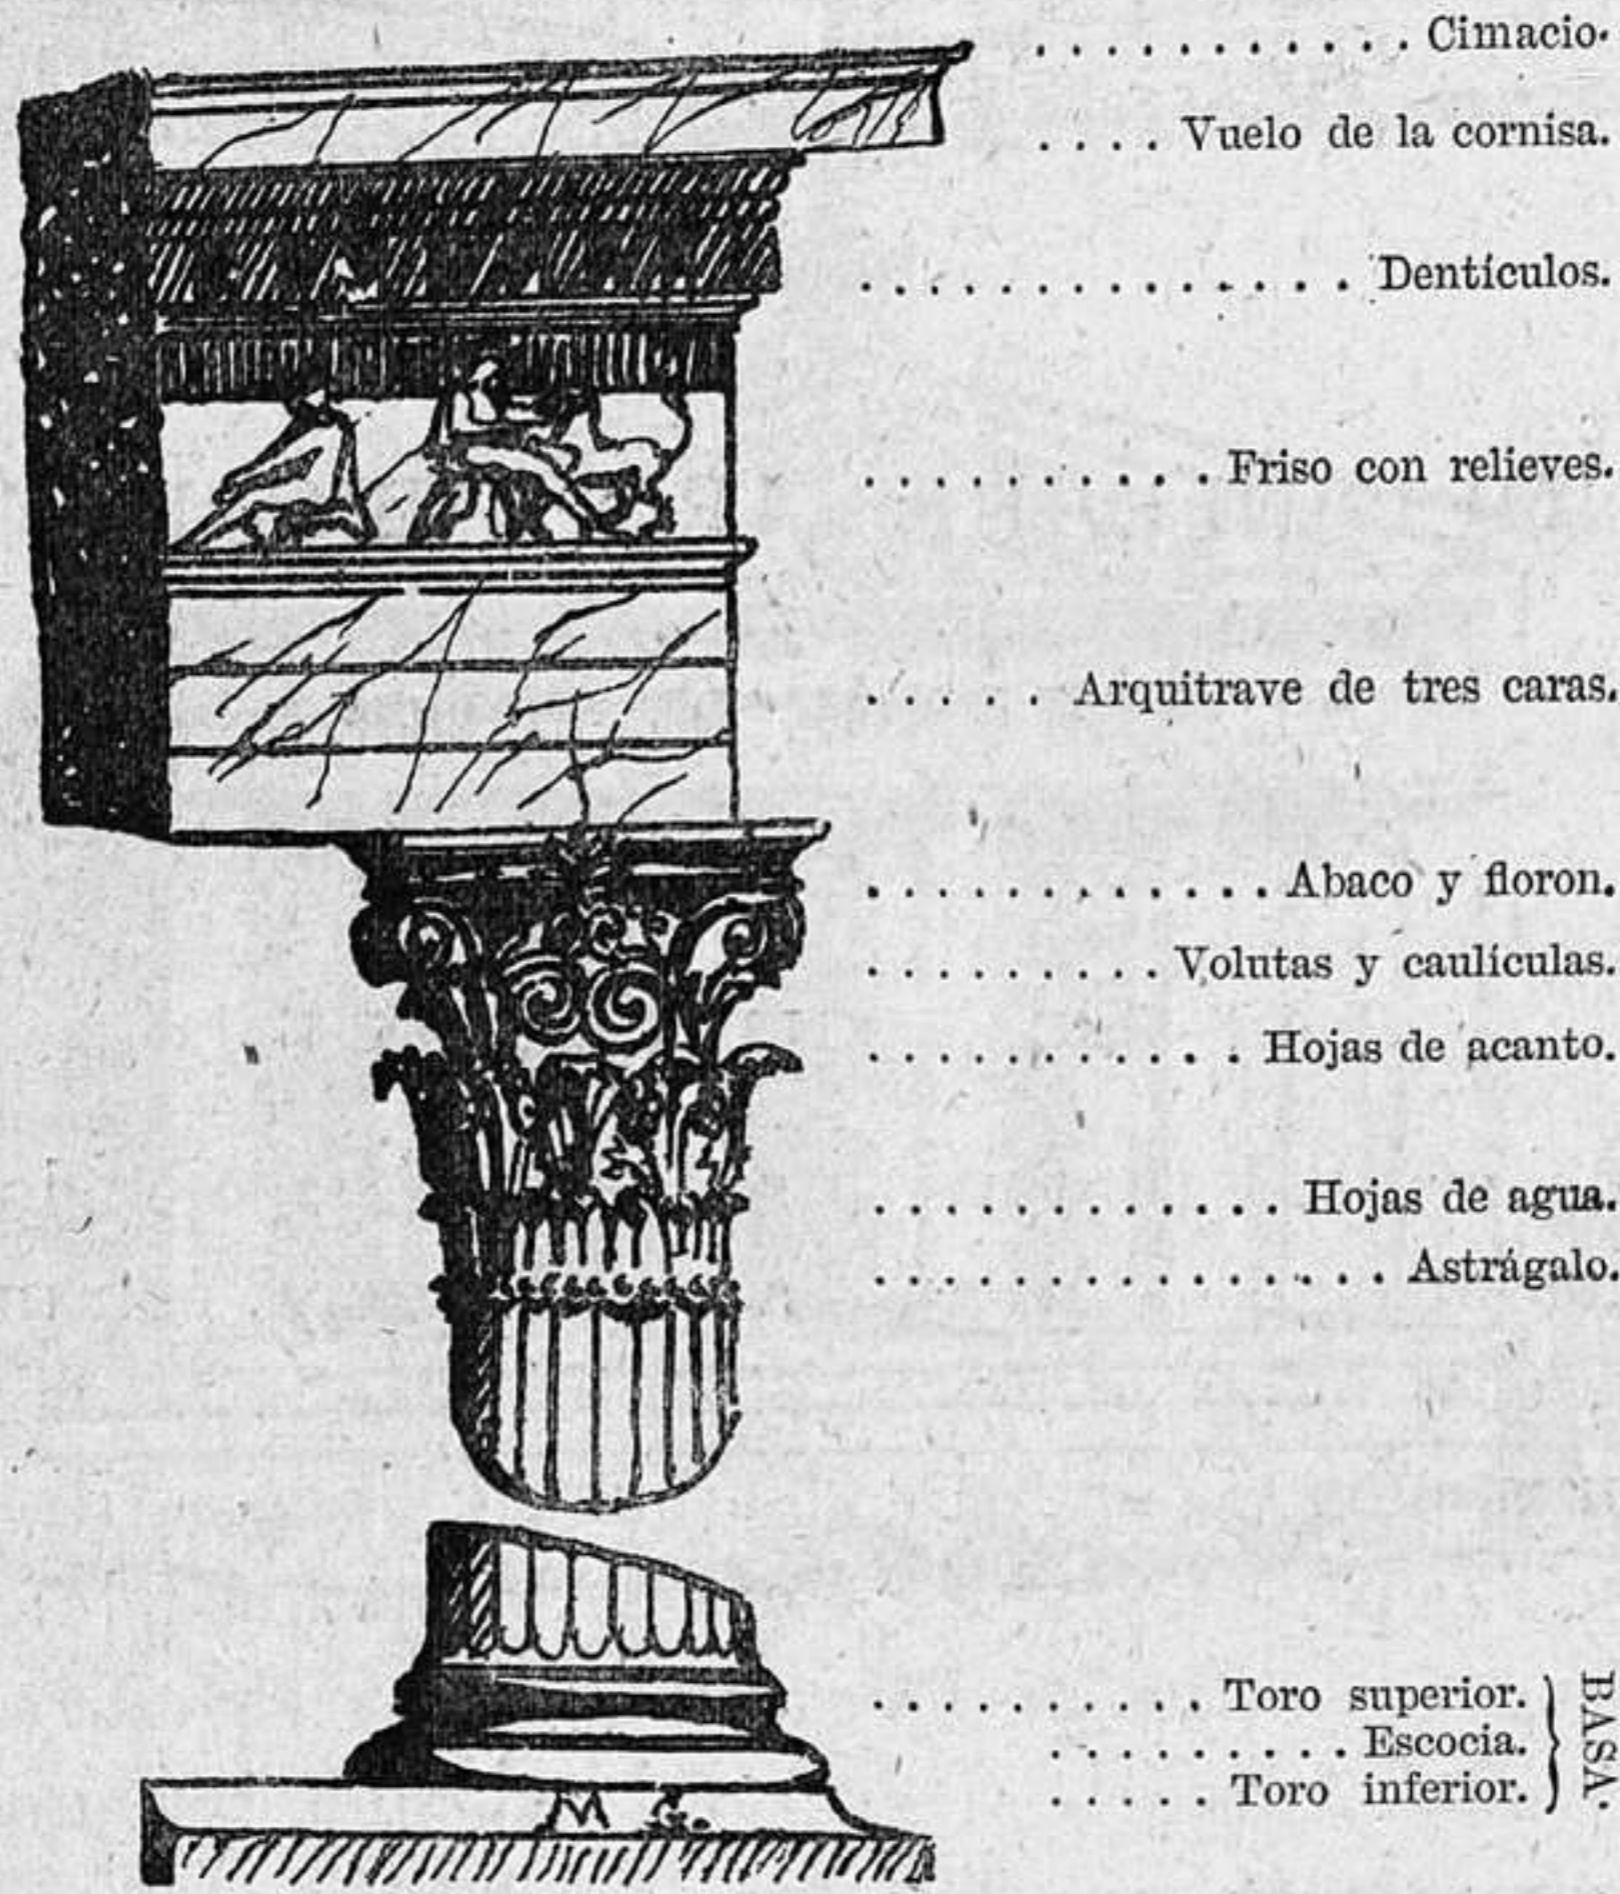 Cimacio.
Vuelo de la cornisa.
Dentículos.
Friso con relieves.
Arquitrave de tres caras.
Abaco y floron.
Volutas y caulículas.
Hojas de acanto.
Hojas de agua.
Astrágalo.
Toro superior.
Escocia.
Toro inferior.
BASA.
M G.